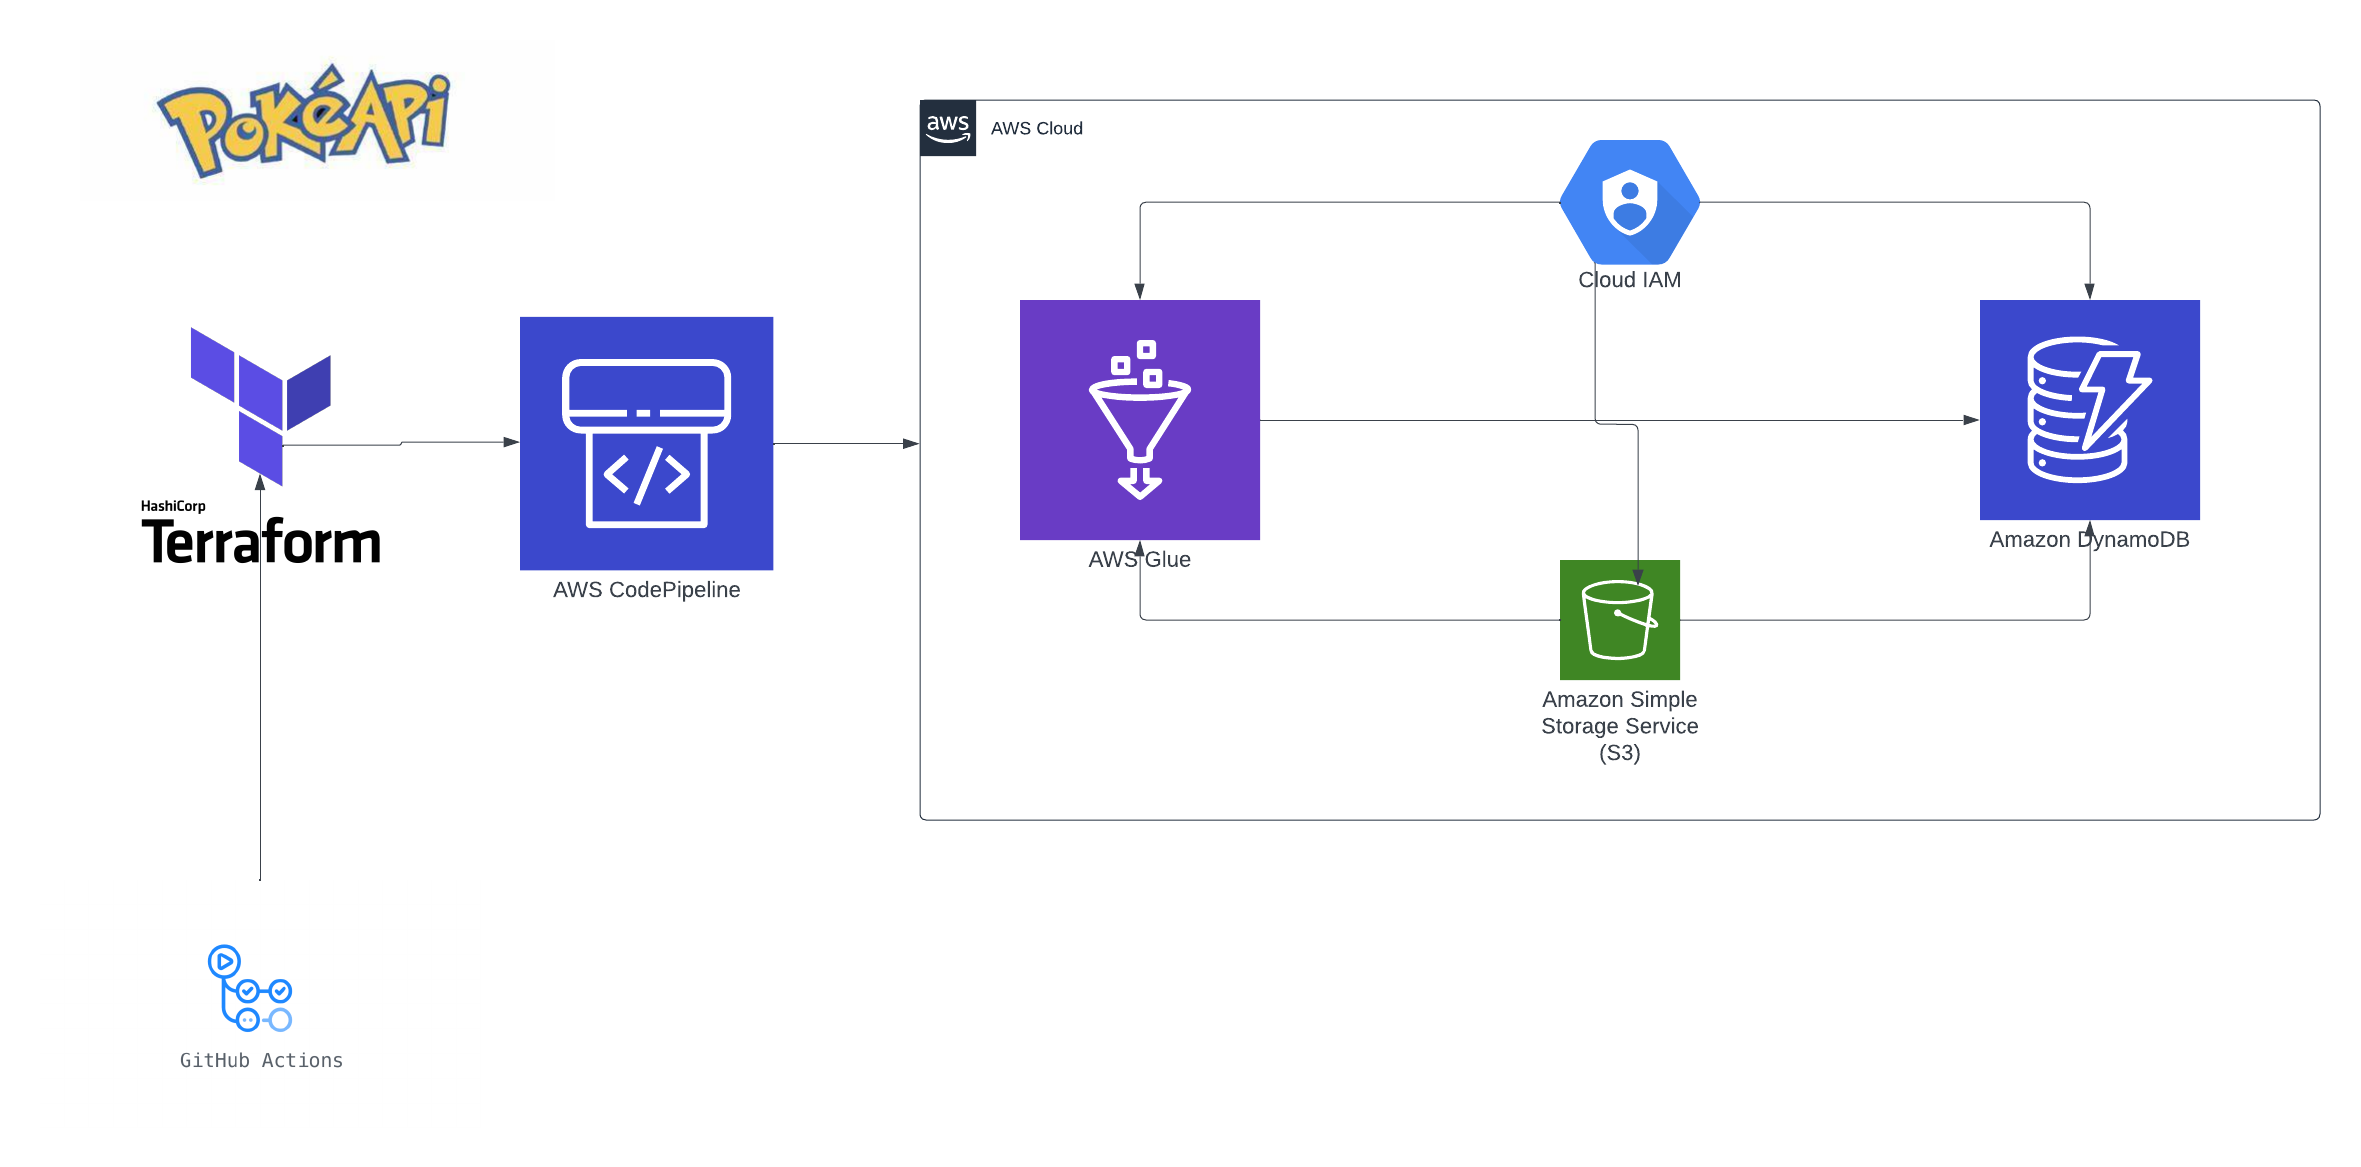 PokéAPi
aws
AWS Cloud
Cloud IAM
HashiCorp
Terraform
AWS CodePipeline
AWS Glue
Amazon DynamoDB
Amazon Simple
Storage Service
(S3)
GitHub Actions